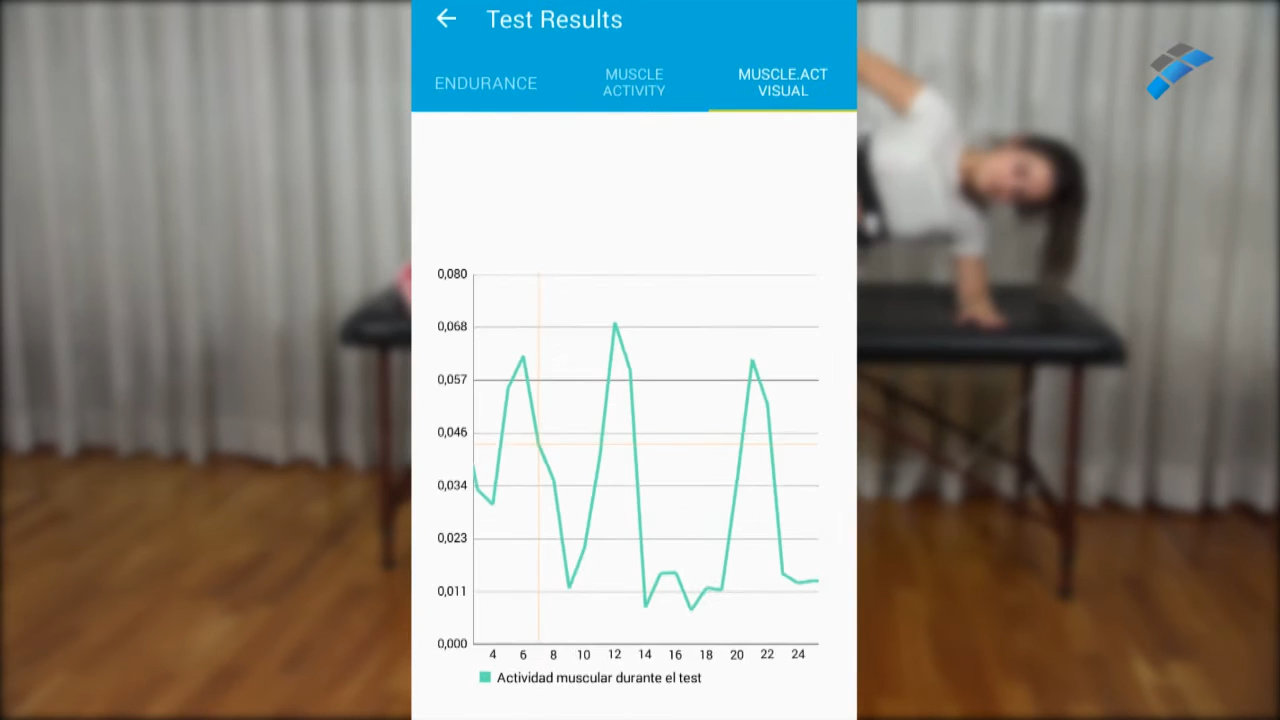 Test Results
ENDURANCE
MUSCLE
ACTIVITY
MUSCLE.ACT
VISUAL
0,080
0,068
0,057
0,046
0,034
0,023
0,011
0,000
4 6 8 10 12 14 16 18 20 22 24
Actividad muscular durante el test